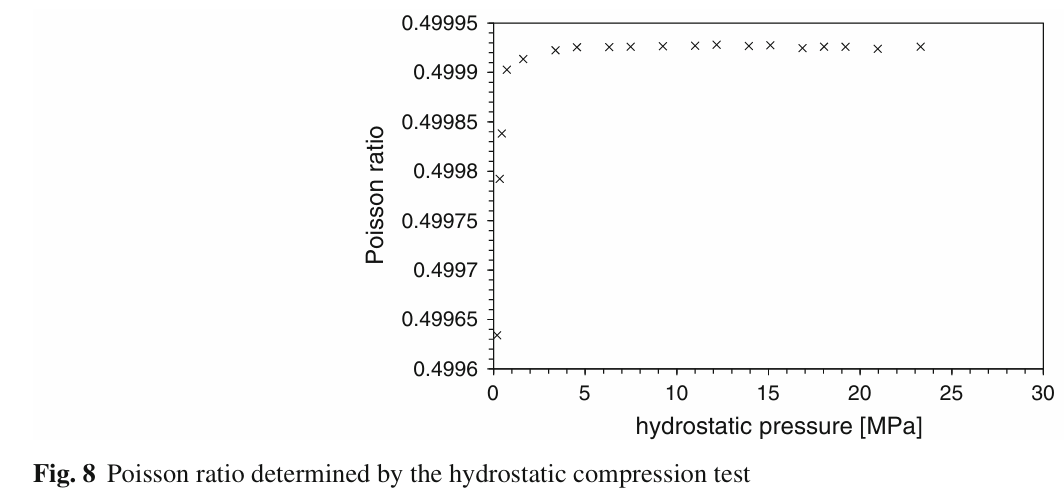 0.49995
0.4999
0.49985
0.4998
0.49975
0.4997
0.49965
0.4996
Poisson ratio
0 5 10 15 20 25 30
hydrostatic pressure [MPa]
Fig. 8 Poisson ratio determined by the hydrostatic compression test